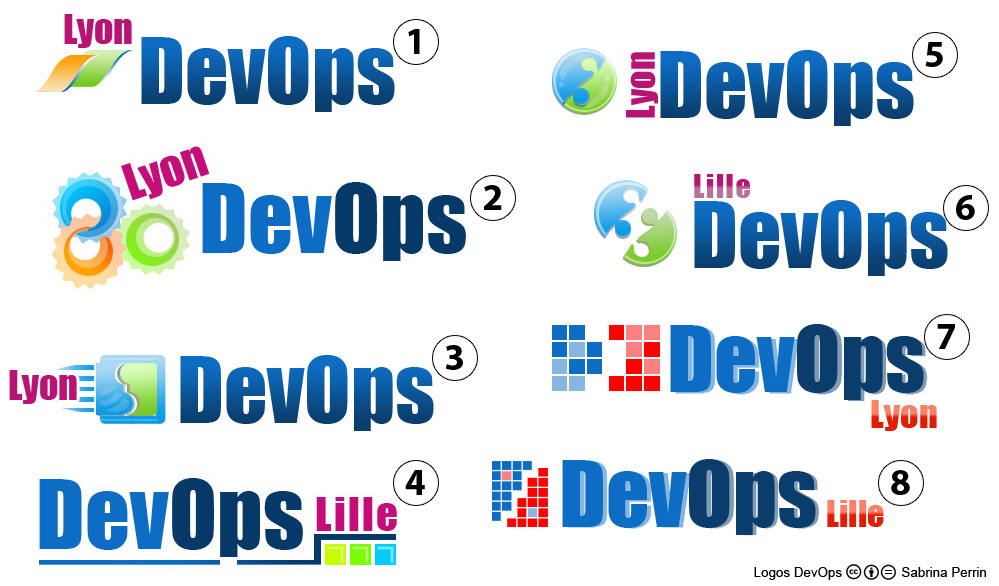 Lyon
DevOps 1
Lyon
DevOps 2
Lyon DevOps 3
DevOps Lille 4
Lyon DevOps 5
Lille
DevOps 6
DevOps 7
Lyon
DevOps Lille 8
Logos DevOps cc Sabrina Perrin